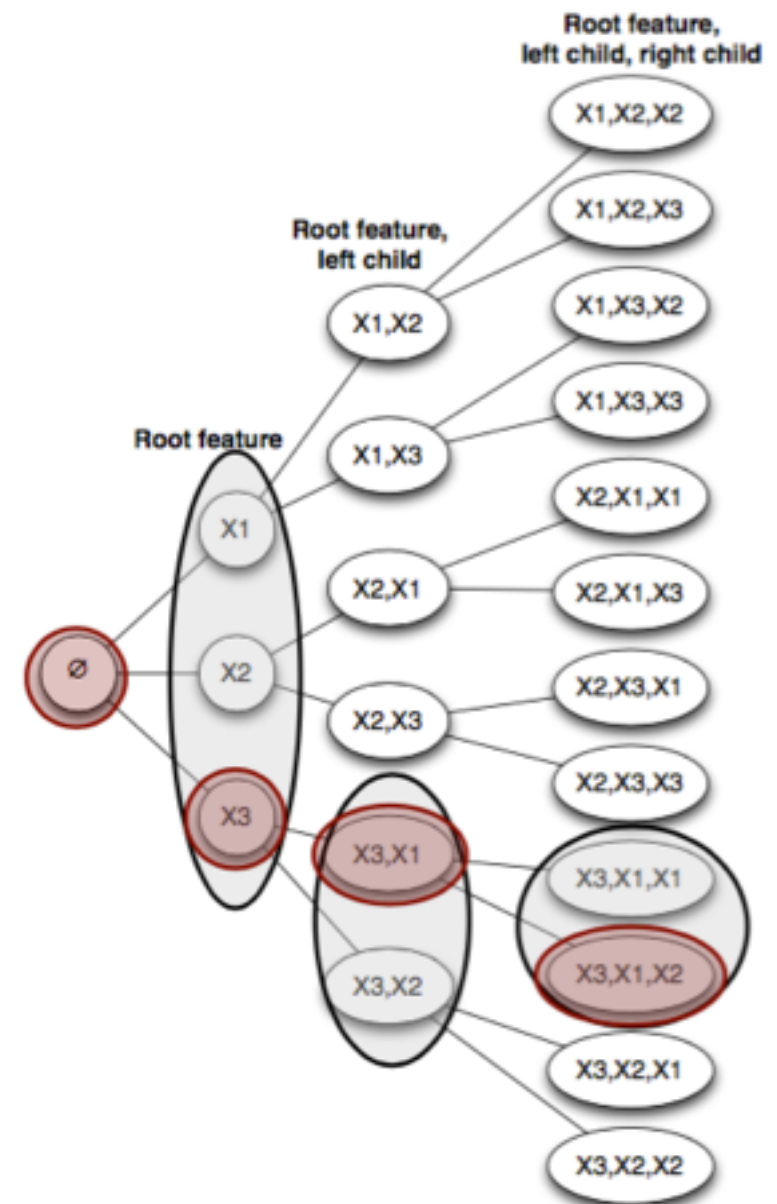 Root feature,
left child, right child
X1,X2,X2
X1,X2,X3
Root feature,
left child
X1,X3,X2
X1,X2
X1,X3,X3
Root feature
X1,X3
X2,X1,X1
X1
X2,X1
X2,X1,X3
∅
X2
X2,X3,X1
X2,X3
X2,X3,X3
X3
X3,X1
X3,X1,X1
X3,X1,X2
X3,X2
X3,X2,X1
X3,X2,X2